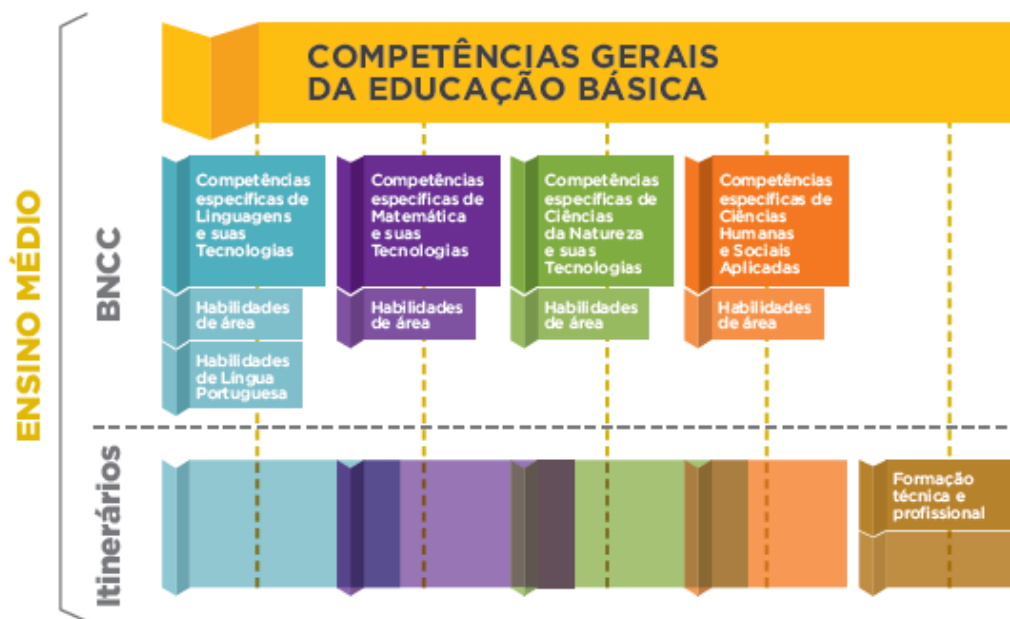 COMPETÊNCIAS GERAIS
DA EDUCAÇÃO BÁSICA
ENSINO MÉDIO
BNCC
Competências
específicas de
Linguagens
e suas
Tecnologias
Habilidades
de área
Habilidades
de Língua
Portuguesa
Competências
específicas de
Matemática
e suas
Tecnologias
Habilidades
de área
Competências
específicas de
Ciências
da Natureza
e suas
Tecnologias
Habilidades
de área
Competências
específicas de
Ciências
Humanas
e Sociais
Aplicadas
Habilidades
de área
Itinerários
Formação
técnica e
profissional